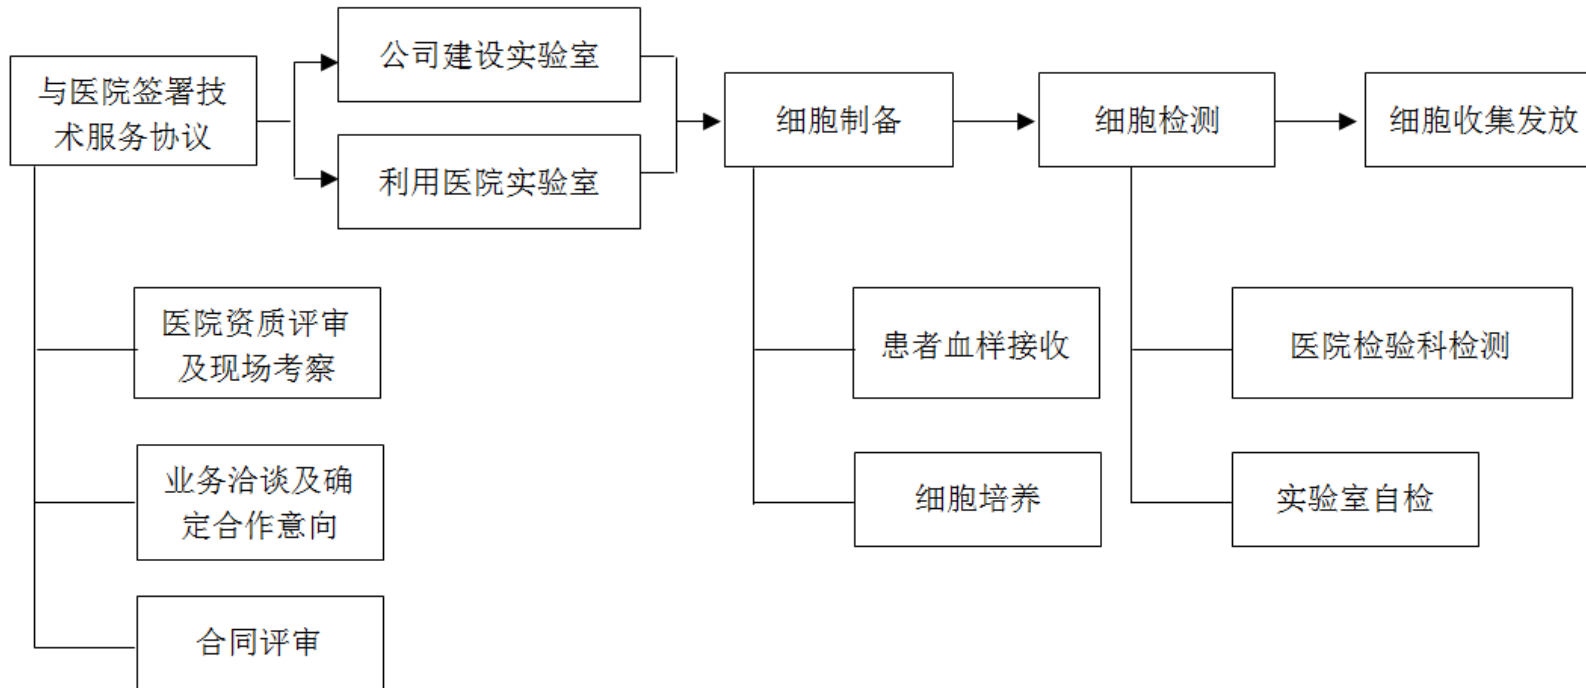 公司建设实验室
与医院签署技
术服务协议
利用医院实验室
细胞制备
细胞检测
细胞收集发放
医院资质评审
及现场考察
患者血样接收
医院检验科检测
业务洽谈及确
定合作意向
细胞培养
实验室自检
合同评审